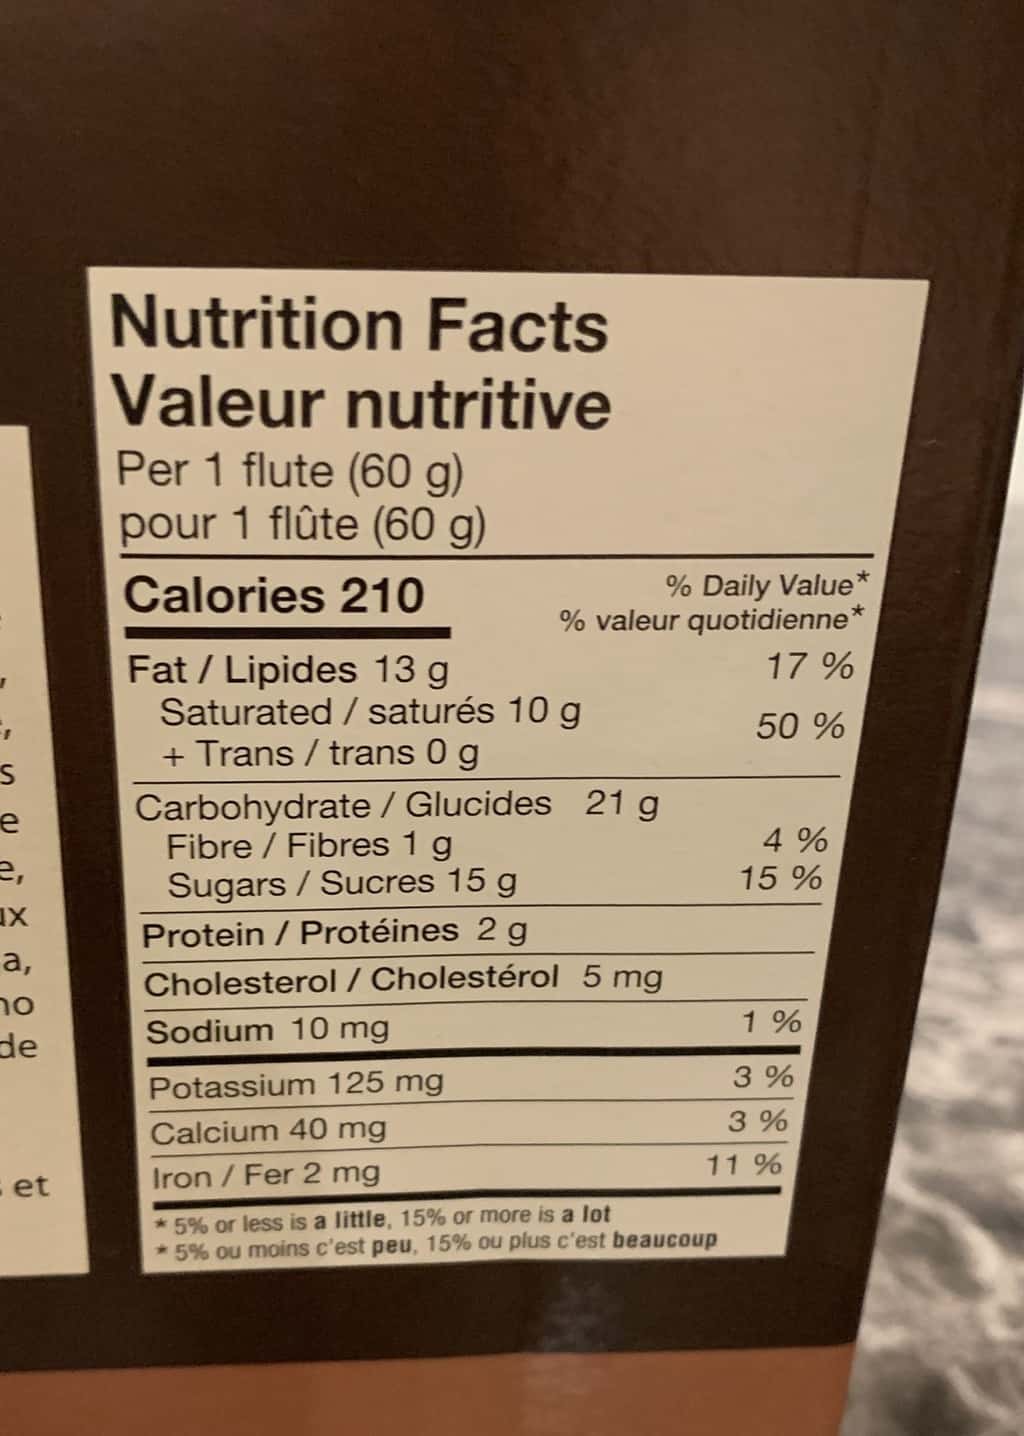 Nutrition Facts
Valeur nutritive
Per 1 flute (60 g)
pour 1 flûte (60 g)
Calories 210
% Daily Value*
% valeur quotidienne*
Fat / Lipides 13 g 17 %
Saturated / saturés 10 g
+ Trans / trans 0 g
50 %
Carbohydrate / Glucides 21 g
Fibre / Fibres 1 g 4 %
Sugars / Sucres 15 g 15 %
Protein / Protéines 2 g
Cholesterol / Cholestérol 5 mg
Sodium 10 mg 1 %
Potassium 125 mg 3 %
Calcium 40 mg 3 %
Iron / Fer 2 mg 11 %
* 5% or less is a little, 15% or more is a lot
* 5% ou moins c'est peu, 15% ou plus c'est beaucoup
de
et